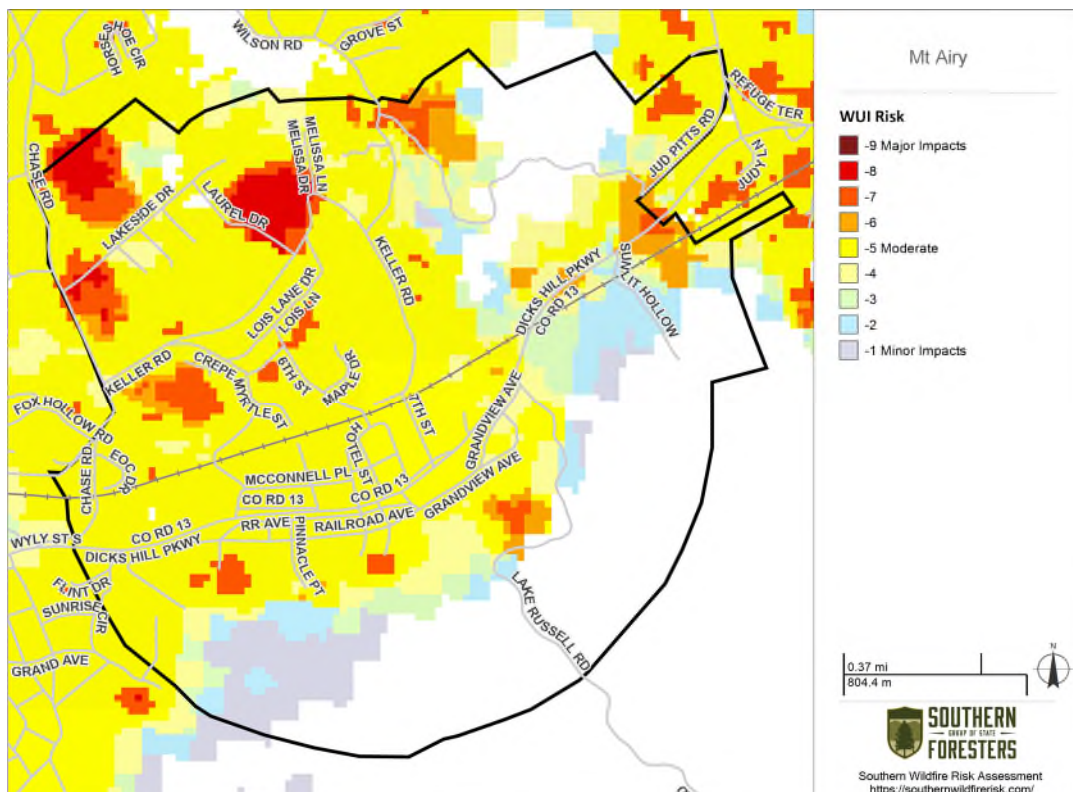 WILSON RD
GROVE ST
HORSESHOE CIR
CHASE RD
MELISSA LN
MELISSA DR
LAKESIDE DR
LAUREL DR
REFUGE TER
JUD PITTS RD
JUDY LN
KELLER RD
SUNLIT HOLLOW
DICKS HILL PKWY
CO RD 13
LOIS LANE DR
LOIS LN
KELLER RD
CREPE MYRTLE ST
6TH ST
MAPLE DR
7TH ST
FOX HOLLOW RD
EOC DR
CHASE RD
HOTEL ST
GRANDVIEW AVE
MCCONNELL PL
CO RD 13
CO RD 13
GRANDVIEW AVE
CO RD 13
RR AVE
RAILROAD AVE
WYLY ST S
DICKS HILL PKWY
PINNACLE PT
FLINT DR
SUNRISE CIR
GRAND AVE
LAKE RUSSELL RD
Mt Airy
WUI Risk
-9 Major Impacts
-8
-7
-6
-5 Moderate
-4
-3
-2
-1 Minor Impacts
0.37 mi
804.4 m
N
SOUTHERN
GROUP OF STATE
FORESTERS
Southern Wildfire Risk Assessment
https://southernwildfirerisk.com/